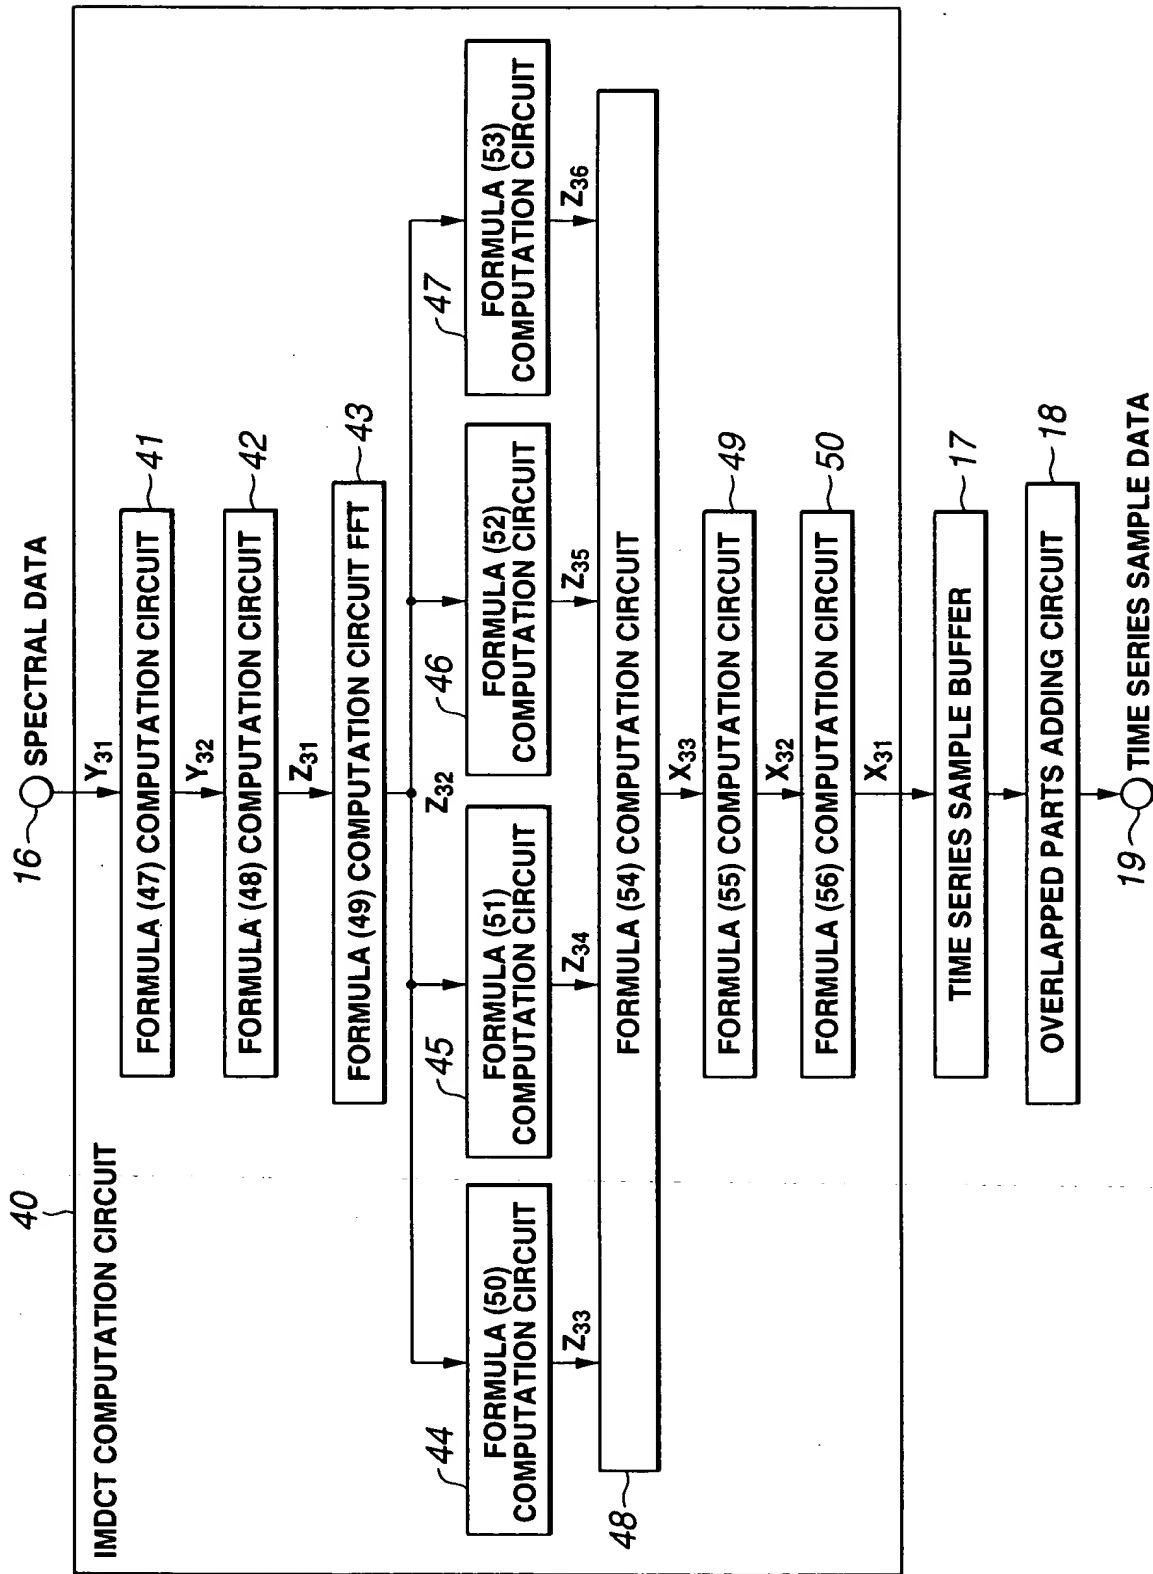 16
SPECTRAL DATA
40
IMDCT COMPUTATION CIRCUIT
Y31
FORMULA (47) COMPUTATION CIRCUIT
41
Y32
FORMULA (48) COMPUTATION CIRCUIT
42
Z31
FORMULA (49) COMPUTATION CIRCUIT FFT
43
Z32
44
FORMULA (50)
COMPUTATION CIRCUIT
45
FORMULA (51)
COMPUTATION CIRCUIT
46
FORMULA (52)
COMPUTATION CIRCUIT
47
FORMULA (53)
COMPUTATION CIRCUIT
Z33
Z34
Z35
Z36
48
FORMULA (54) COMPUTATION CIRCUIT
X33
FORMULA (55) COMPUTATION CIRCUIT
49
X32
FORMULA (56) COMPUTATION CIRCUIT
50
X31
TIME SERIES SAMPLE BUFFER
17
OVERLAPPED PARTS ADDING CIRCUIT
18
19
TIME SERIES SAMPLE DATA